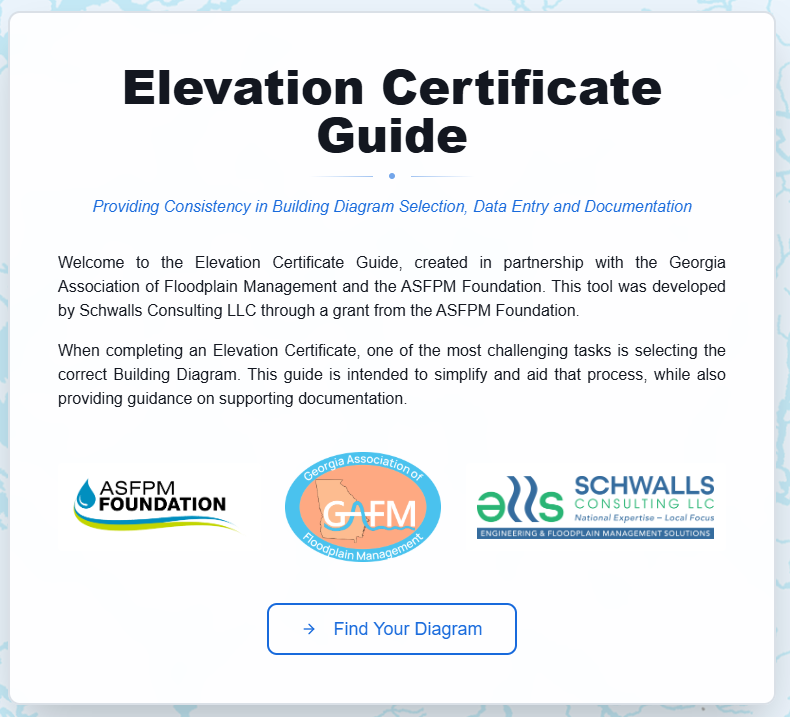 Elevation Certificate
Guide
Providing Consistency in Building Diagram Selection, Data Entry and Documentation
Welcome to the Elevation Certificate Guide, created in partnership with the Georgia
Association of Floodplain Management and the ASFPM Foundation. This tool was developed
by Schwalls Consulting LLC through a grant from the ASFPM Foundation.
When completing an Elevation Certificate, one of the most challenging tasks is selecting the
correct Building Diagram. This guide is intended to simplify and aid that process, while also
providing guidance on supporting documentation.
ASFPM
FOUNDATION
Georgia Association of
GAFM
Floodplain Management
SCHWALLS
CONSULTING LLC
National Expertise – Local Focus
ENGINEERING & FLOODPLAIN MANAGEMENT SOLUTIONS
Find Your Diagram